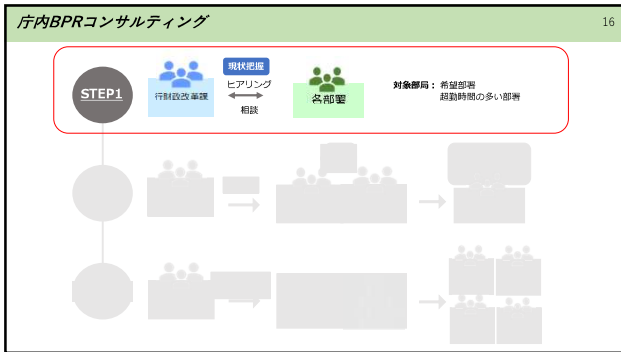 庁内BPRコンサルティング
16
STEP1
行財政改革課
現状把握
ヒアリング
相談
各部署
対象部局： 希望部署
超勤時間の多い部署